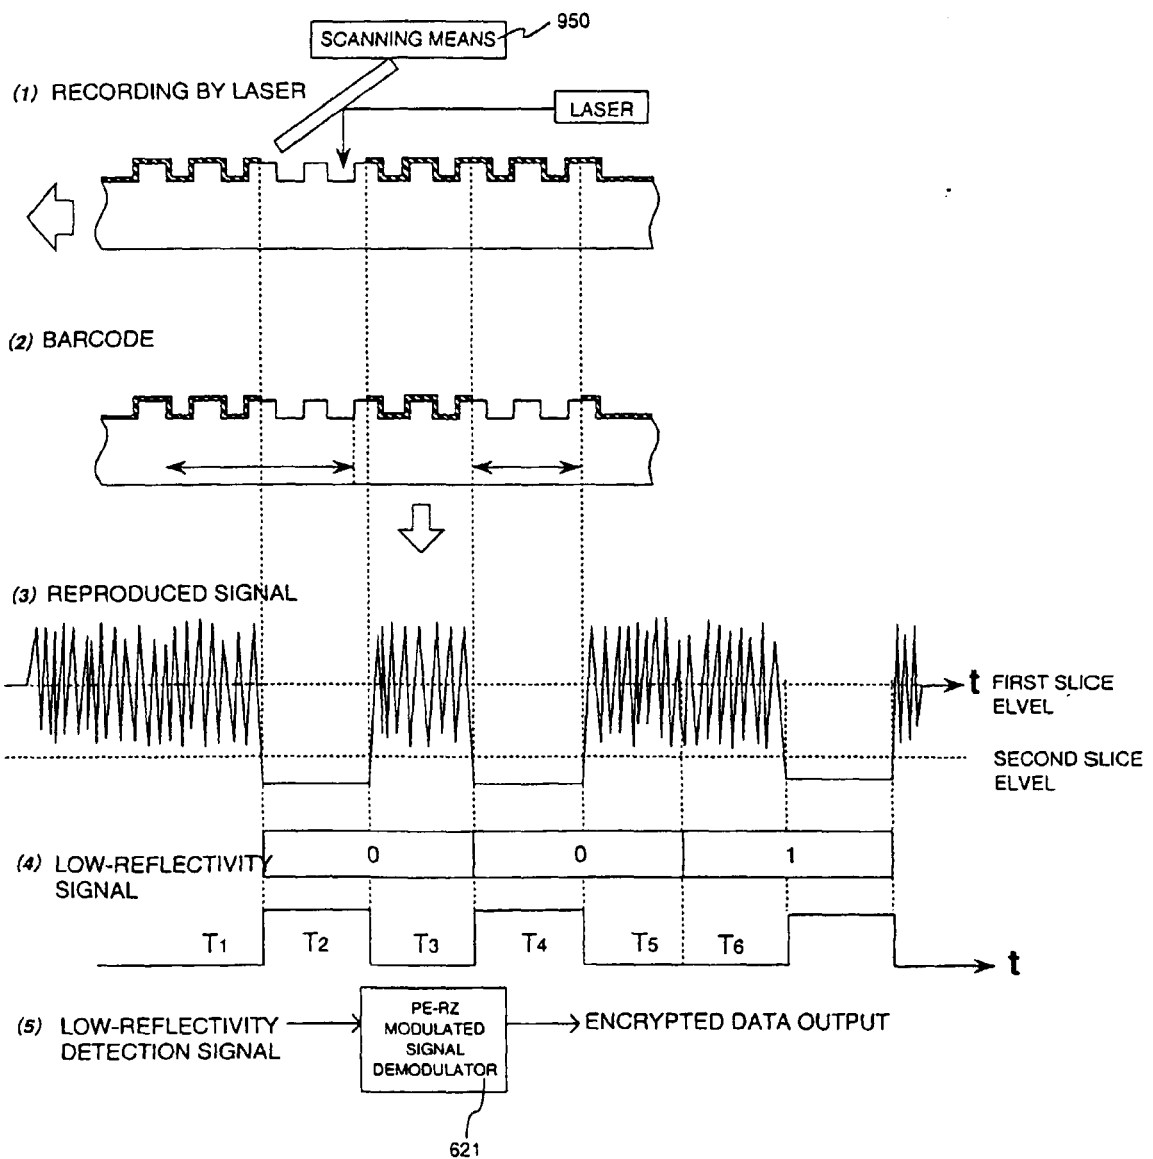 950
SCANNING MEANS
(1) RECORDING BY LASER
LASER
(2) BARCODE
(3) REPRODUCED SIGNAL
t FIRST SLICE
ELVEL
SECOND SLICE
ELVEL
(4) LOW-REFLECTIVITY
SIGNAL
0 0 1
T1 T2 T3 T4 T5 T6
t
(5) LOW-REFLECTIVITY
DETECTION SIGNAL
PE-RZ
MODULATED
SIGNAL
DEMODULATOR
ENCRYPTED DATA OUTPUT
621